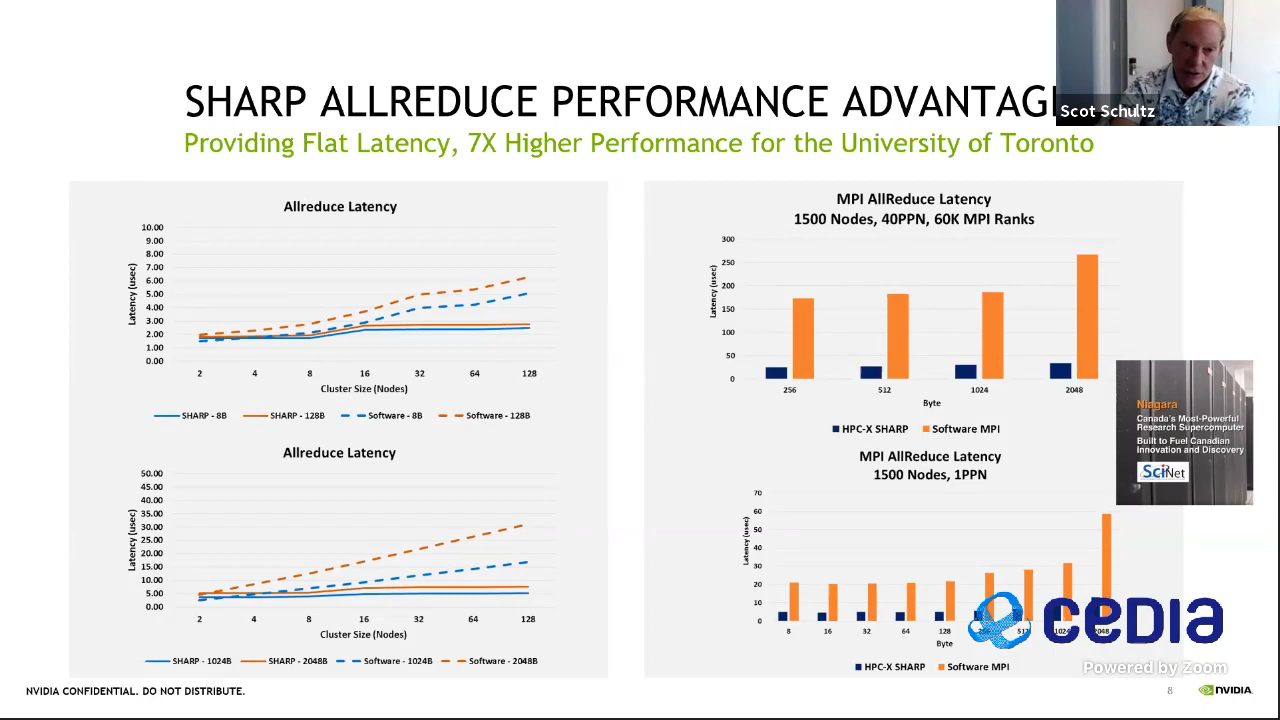 SHARP ALLREDUCE PERFORMANCE ADVANTAG
Scot Schultz
Providing Flat Latency, 7X Higher Performance for the University of Toronto
Allreduce Latency
10.00
9.00
8.00
7.00
6.00
5.00
4.00
3.00
2.00
1.00
0.00
Latency (usec)
2 4 8 16 32 64 128
Cluster Size (Nodes)
SHARP - 8B SHARP - 128B Software - 8B Software - 128B
Allreduce Latency
50.00
45.00
40.00
35.00
30.00
25.00
20.00
15.00
10.00
5.00
0.00
Latency (usec)
2 4 8 16 32 64 128
Cluster Size (Nodes)
SHARP - 1024B SHARP - 2048B Software - 1024B Software - 2048B
MPI AllReduce Latency
1500 Nodes, 40PPN, 60K MPI Ranks
300
250
200
150
100
50
0
Latency (usec)
256 512 1024 2048
Byte
HPC-X SHARP Software MPI
MPI AllReduce Latency
1500 Nodes, 1PPN
70
60
50
40
30
20
10
0
Latency (usec)
8 16 32 64 128
Byte
HPC-X SHARP Software MPI
Niagara
Canada's Most-Powerful
Research Supercomputer
Built to Fuel Canadian
Innovation and Discovery
SciNet
cedia
Powered by Zoom
NVIDIA CONFIDENTIAL. DO NOT DISTRIBUTE.
8
NVIDIA.